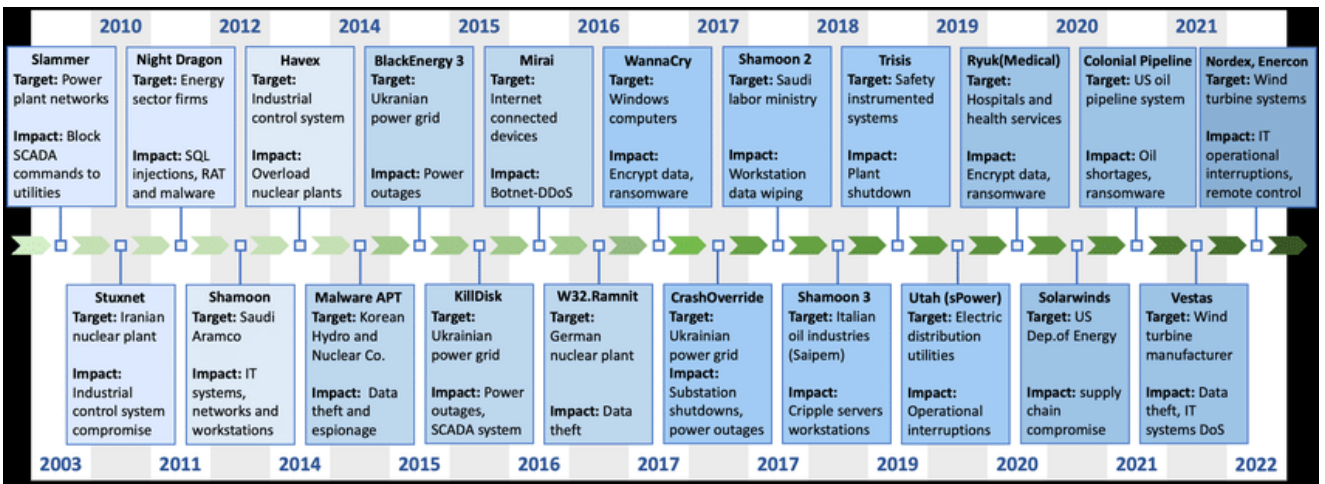 2010 2012 2014 2015 2017 2018 2019 2020 2021
Slammer
Target: Power
plant networks
Impact: Block
SCADA
commands to
utilities
Night Dragon
Target: Energy
sector firms
Impact: SQL
injections, RAT
and malware
Havex
Target:
Industrial
control system
Impact:
Overload
nuclear plants
BlackEnergy 3
Target:
Ukranian
power grid
Impact: Power
outages
Mirai
Target:
Internet
connected
devices
Impact:
Botnet-DDoS
WannaCry
Target:
Windows
computers
Impact:
Encrypt data,
ransomware
Shamoon 2
Target: Saudi
labor ministry
Impact:
Workstation
data wiping
Trisis
Target: Safety
instrumented
systems
Impact:
Plant
shutdown
Ryuk(Medical)
Target:
Hospitals and
health services
Impact:
Encrypt data,
ransomware
Colonial Pipeline
Target: US oil
pipeline system
Impact: Oil
shortages,
ransomware
Nordex, Enercon
Target: Wind
turbine systems
Impact: IT
operational
interruptions,
remote control
Stuxnet
Target: Iranian
nuclear plant
Impact:
Industrial
control system
compromise
Shamoon
Target: Saudi
Aramco
Impact: IT
systems,
networks and
workstations
Malware APT
Target: Korean
Hydro and
Nuclear Co.
Impact: Data
theft and
espionage
KillDisk
Target:
Ukrainian
power grid
Impact: Power
outages,
SCADA system
W32.Ramnit
Target:
German
nuclear plant
Impact: Data
theft
CrashOverride
Target:
Ukrainian
power grid
Impact:
Substation
shutdowns,
power outages
Shamoon 3
Target: Italian
oil industries
(Saipem)
Impact:
Cripple servers
workstations
Utah (sPower)
Target: Electric
distribution
utilities
Impact:
Operational
interruptions
Solarwinds
Target: US
Dep.of Energy
Impact: supply
chain
compromise
Vestas
Target: Wind
turbine
manufacturer
Impact: Data
theft, IT
systems DoS
2003 2011 2014 2015 2016 2017 2017 2019 2020 2021 2022